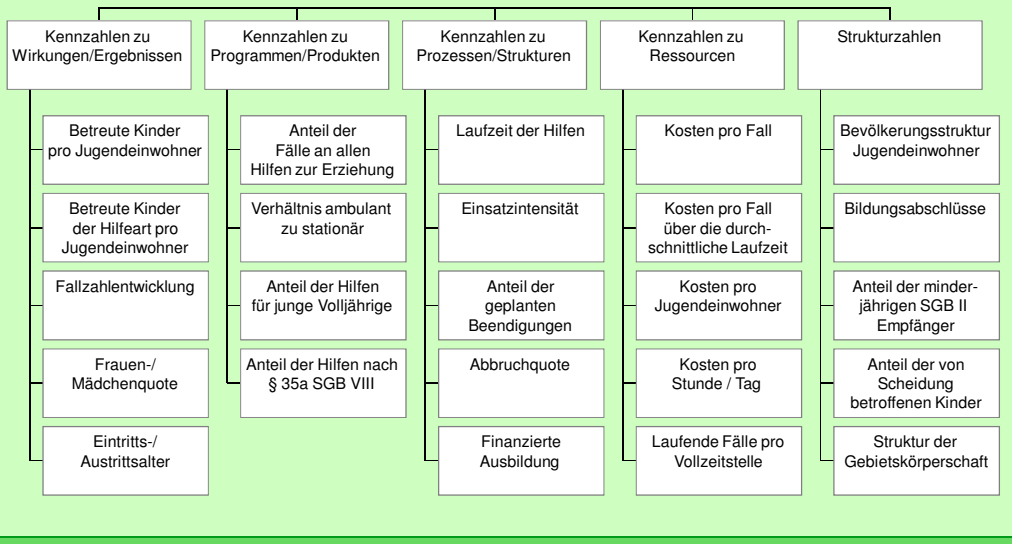 Kennzahlen zu
Wirkungen/Ergebnissen
Kennzahlen zu
Programmen/Produkten
Kennzahlen zu
Prozessen/Strukturen
Kennzahlen zu
Ressourcen
Strukturzahlen
Betreute Kinder
pro Jugendeinwohner
Betreute Kinder
der Hilfeart pro
Jugendeinwohner
Fallzahlentwicklung
Frauen-/
Mädchenquote
Eintritts-/
Austrittsalter
Anteil der
Fälle an allen
Hilfen zur Erziehung
Verhältnis ambulant
zu stationär
Anteil der Hilfen
für junge Volljährige
Anteil der Hilfen nach
§ 35a SGB VIII
Laufzeit der Hilfen
Einsatzintensität
Anteil der
geplanten
Beendigungen
Abbruchquote
Finanzierte
Ausbildung
Kosten pro Fall
Kosten pro Fall
über die durch-
schnittliche Laufzeit
Kosten pro
Jugendeinwohner
Kosten pro
Stunde / Tag
Laufende Fälle pro
Vollzeitstelle
Bevölkerungsstruktur
Jugendeinwohner
Bildungsabschlüsse
Anteil der minder-
jährigen SGB II
Empfänger
Anteil der von
Scheidung
betroffenen Kinder
Struktur der
Gebietskörperschaft